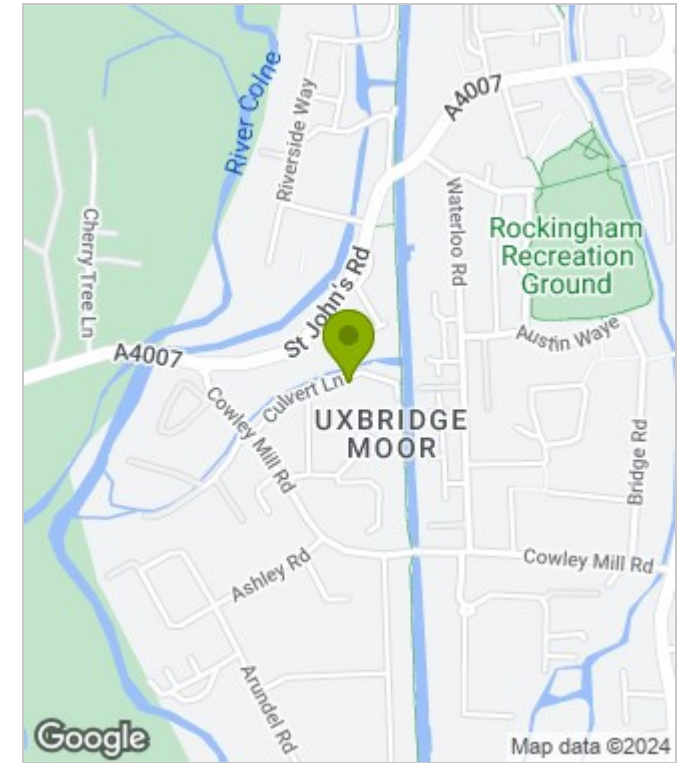 River Colne
A4007
Riverside Way
Waterloo Rd
Cherry Tree Ln
Rockingham
Recreation
Ground
St John's Rd
Austin Waye
A4007
Culvert Ln
UXBRIDGE
MOOR
Cowley Mill Rd
Bridge Rd
Cowley Mill Rd
Ashley Rd
Arundel Rd
Google
Map data ©2024